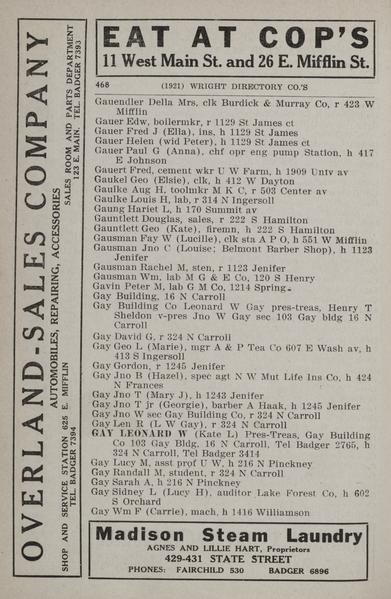 EAT AT COP'S
11 West Main St. and 26 E. Mifflin St.
OVERLAND-SALES COMPANY
AUTOMOBILES, REPAIRING, ACCESSORIES
SHOP AND SERVICE STATION 625 E. MIFFLIN
TEL. BADGER 7394
SALES ROOM AND PARTS DEPARTMENT
123 E. MAIN. TEL. BADGER 7393
468 (1921) WRIGHT DIRECTORY CO.'S
Gauendler Della Mrs, clk Burdick & Murray Co, r 423 W
Mifflin
Gauer Edw, boilermkr, r 1129 St James ct
Gauer Fred J (Ella), ins, h 1129 St James
Gauer Helen (wid Peter), h 1129 St James ct
Gauer Paul G (Anna), chf opr eng pump Station, h 417
E Johnson
Gauert Fred, cement wkr U W Farm, h 1909 Univ av
Gaukel Geo (Elsie), clk, h 412 W Dayton
Gaulke Aug H, toolmkr M K C, r 503 Center av
Gaulke Louis H, lab, r 314 N Ingersoll
Gaung Hariet L, h 170 Summit av
Gauntlett Douglas, sales, r 222 S Hamilton
Gauntlett Geo (Kate), firemn, h 222 S Hamilton
Gausman Fay W (Lucille), clk sta A P O, h 551 W Mifflin
Gausman Jno C (Louise; Belmont Barber Shop), h 1123
Jenifer
Gausman Rachel M, sten, r 1123 Jenifer
Gausman Wm, lab M G & E Co, 120 S Henry
Gavin Peter M, lab G M Co, 1214 Spring
Gay Building, 16 N Carroll
Gay Building Co Leonard W Gay pres-treas, Henry T
Sheldon v-pres Jno W Gay sec 103 Gay bldg 16 N
Carroll
Gay David G, r 324 N Carroll
Gay Geo L (Marie), mgr A & P Tea Co 607 E Wash av, h
413 S Ingersoll
Gay Gordon, r 1245 Jenifer
Gay Jno B (Hazel), spec agt N W Mut Life Ins Co, h 424
N Frances
Gay Jno T (Mary J), h 1243 Jenifer
Gay Jno T jr (Georgie), barber A Haak, h 1245 Jenifer
Gay Jno W sec Gay Building Co, r 324 N Carroll
Gay Len R (L W Gay), r 324 N Carroll
GAY LEONARD W (Kate L) Pres-Treas, Gay Building
Co 103 Gay Bldg, 16 N Carroll, Tel Badger 2765, h
324 N Carroll, Tel Badger 3414
Gay Lucy M, asst prof U W, h 216 N Pinckney
Gay Randall M, student, r 324 N Carroll
Gay Sarah A, h 216 N Pinckney
Gay Sidney L (Lucy H), auditor Lake Forest Co, h 602
S Orchard
Gay Wm F (Carrie), mach, h 1416 Williamson
Madison Steam Laundry
AGNES AND LILLIE HART, Proprietors
429-431 STATE STREET
PHONES: FAIRCHILD 530 BADGER 6896